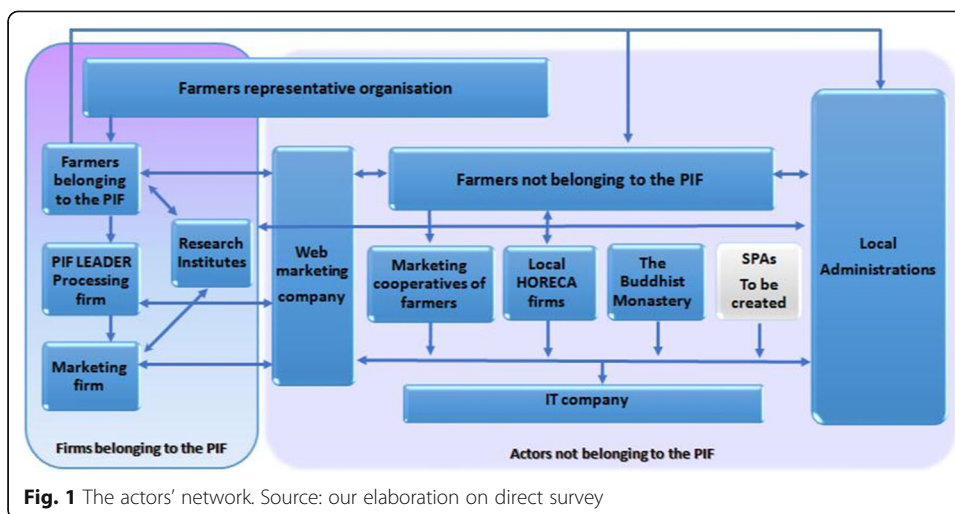 Farmers representative organisation
Farmers
belonging
to the PIF
Farmers not belonging to the PIF
Research
Institutes
Web
marketing
company
Local
Administrations
PIF LEADER
Processing
firm
Marketing
cooperatives of
farmers
Local
HORECA
firms
The
Buddhist
Monastery
SPAs
To be
created
Marketing
firm
IT company
Firms belonging to the PIF
Actors not belonging to the PIF
Fig. 1 The actors' network. Source: our elaboration on direct survey